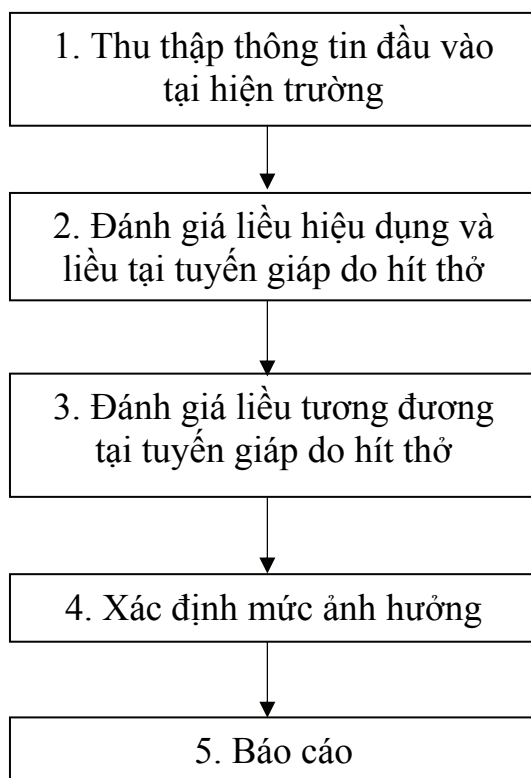 1. Thu thập thông tin đầu vào
tại hiện trường
2. Đánh giá liều hiệu dụng và
liều tại tuyến giáp do hít thở
3. Đánh giá liều tương đương
tại tuyến giáp do hít thở
4. Xác định mức ảnh hưởng
5. Báo cáo